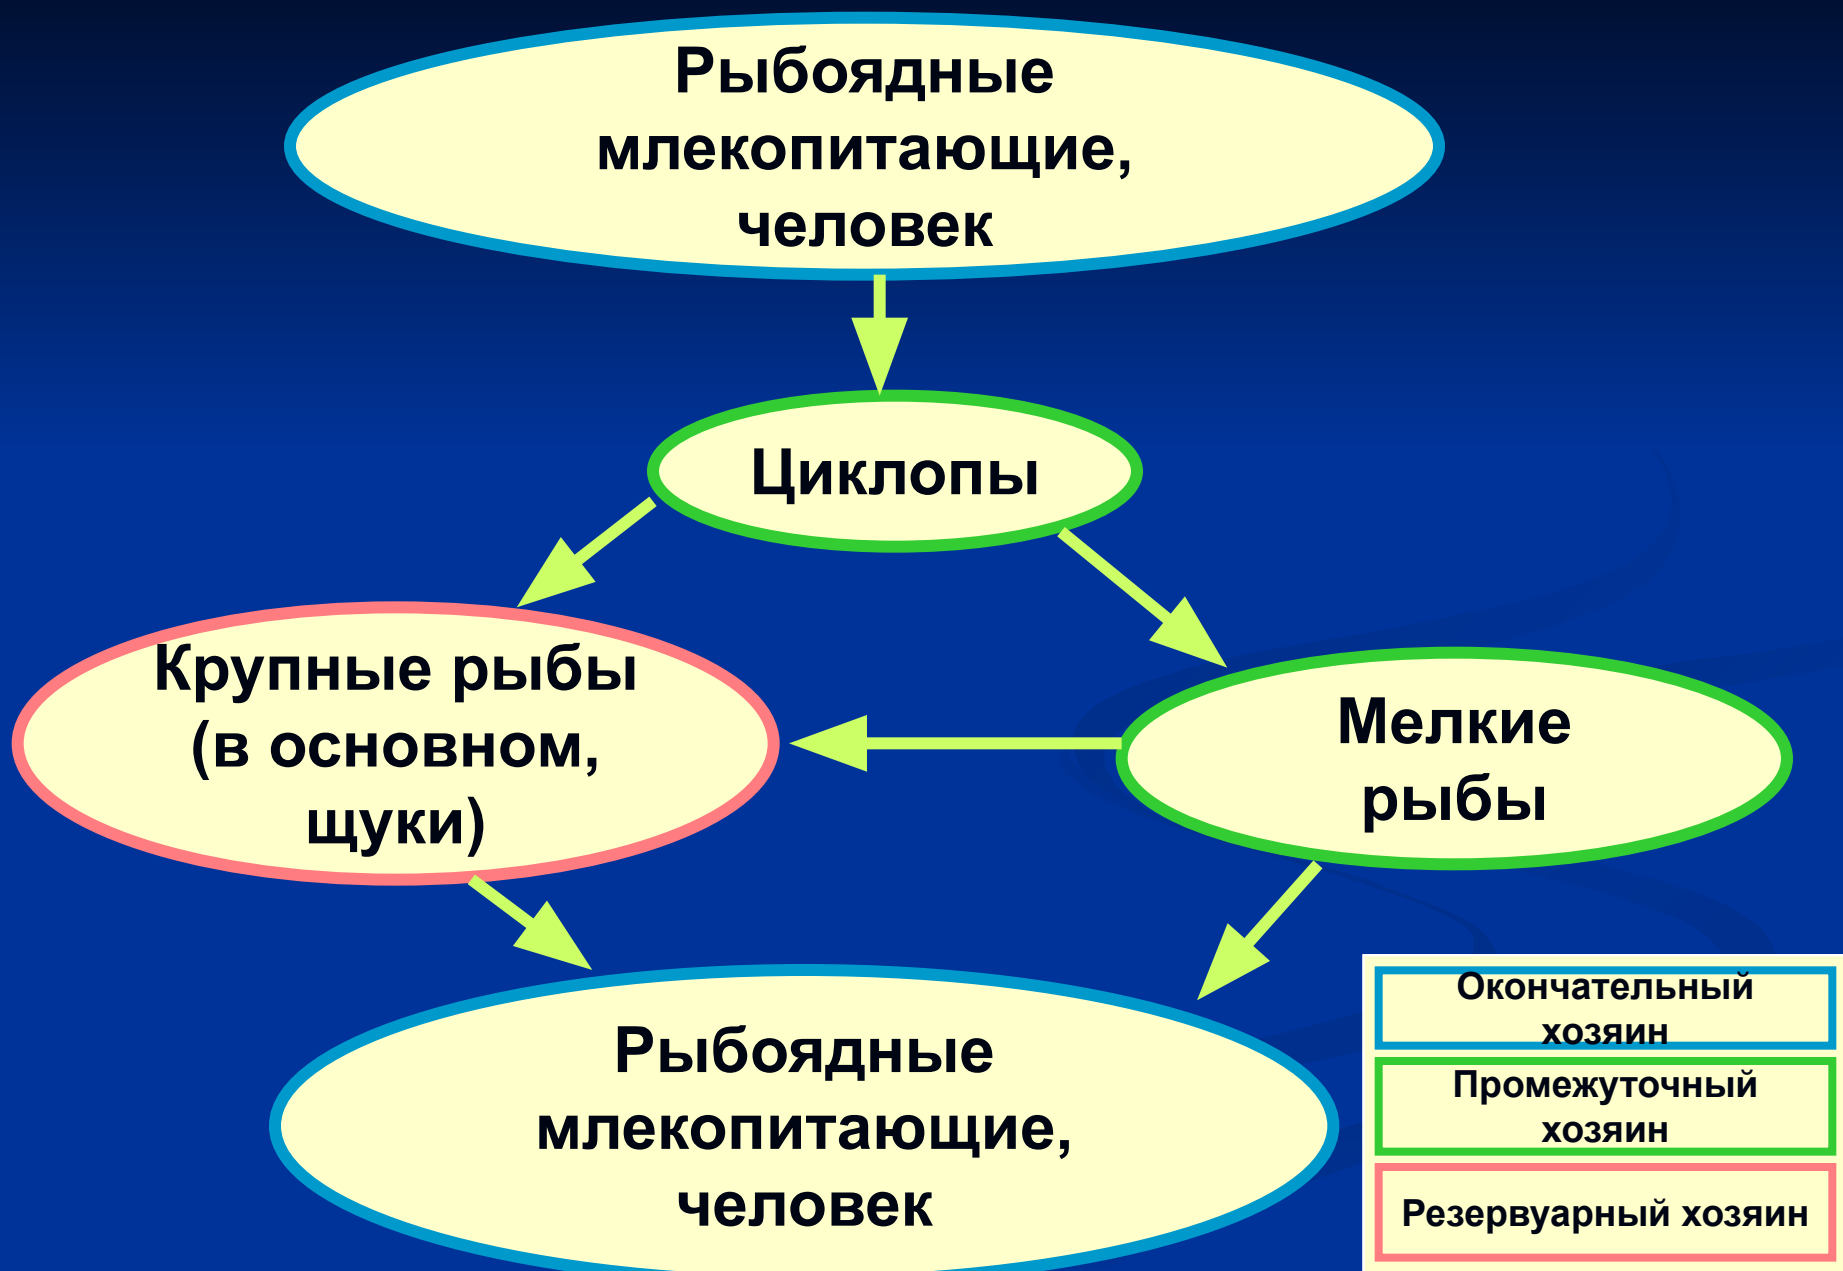 Рыбоядные
млекопитающие,
человек
Циклопы
Крупные рыбы
(в основном,
щуки)
Мелкие
рыбы
Рыбоядные
млекопитающие,
человек
Окончательный
хозяин
Промежуточный
хозяин
Резервуарный хозяин